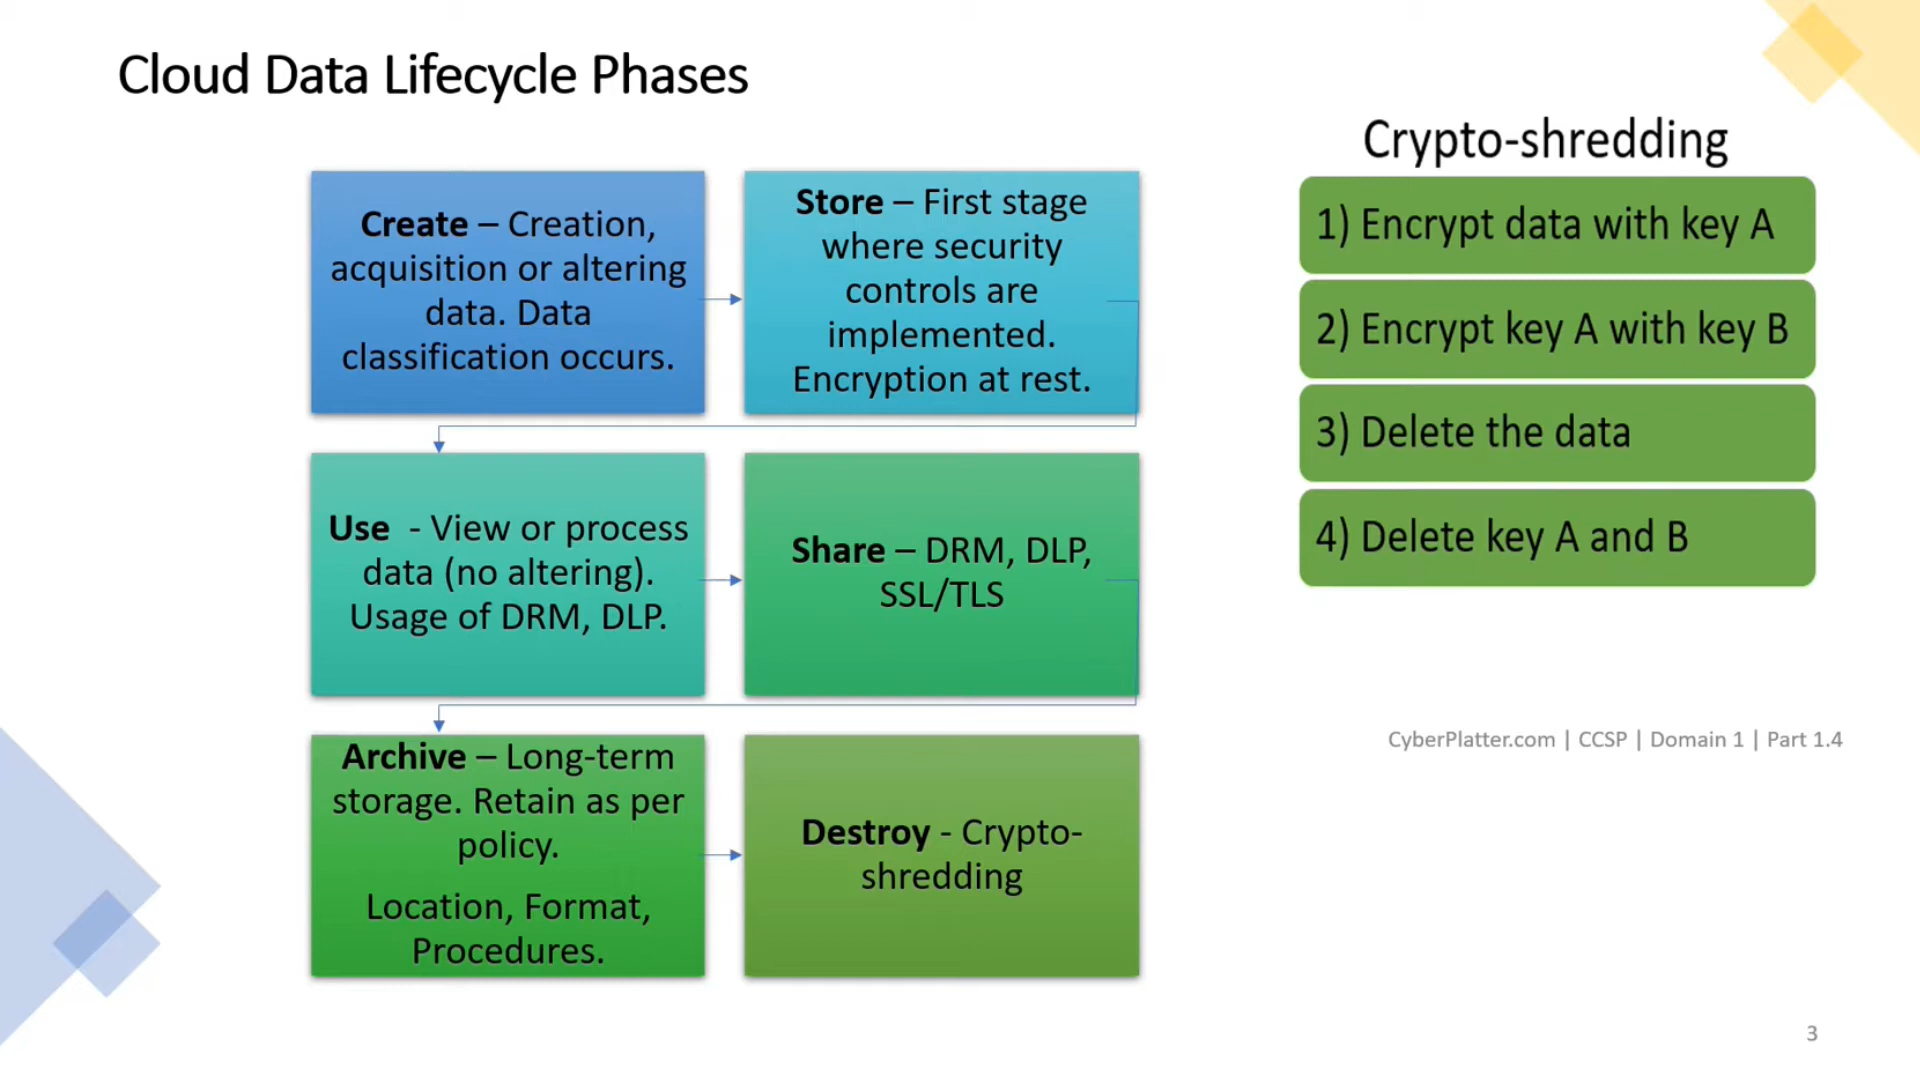 Cloud Data Lifecycle Phases
Create – Creation,
acquisition or altering
data. Data
classification occurs.
Store – First stage
where security
controls are
implemented.
Encryption at rest.
Use  - View or process
data (no altering).
Usage of DRM, DLP.
Share – DRM, DLP,
SSL/TLS
Archive – Long-term
storage. Retain as per
policy.
Location, Format,
Procedures.
Destroy - Crypto-
shredding
Crypto-shredding
1) Encrypt data with key A
2) Encrypt key A with key B
3) Delete the data
4) Delete key A and B
CyberPlatter.com | CCSP | Domain 1 | Part 1.4
3